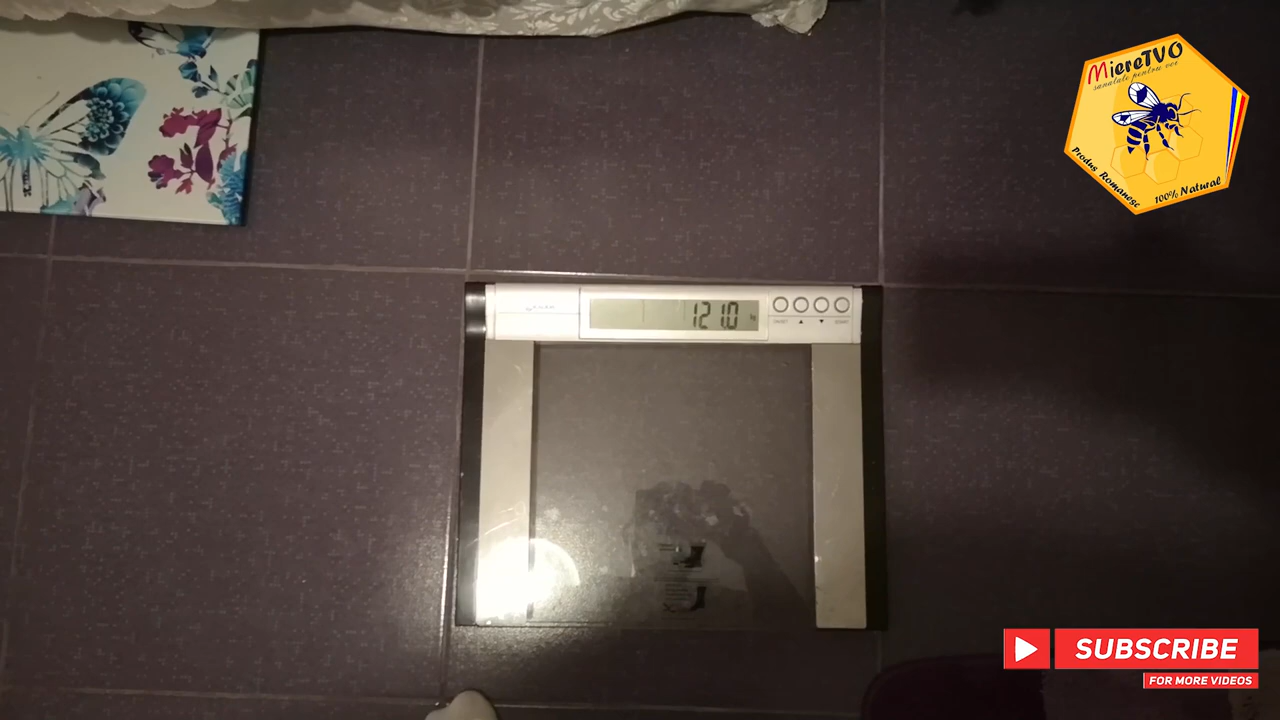 MiereTVO
sanatate pentru voi
Produs Romanesc
100% Natural
121.0
kg
SUBSCRIBE
FOR MORE VIDEOS